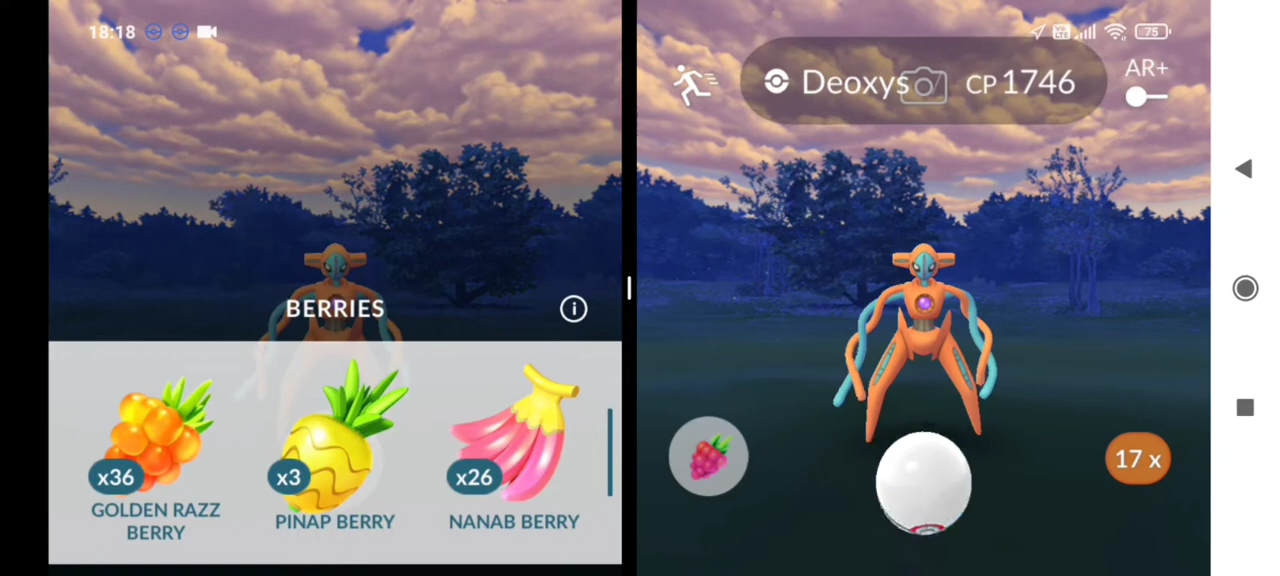 18:18
BERRIES
x36
GOLDEN RAZZ
BERRY
x3
PINAP BERRY
x26
NANAB BERRY
75
Deoxys CP 1746
AR+
17 x